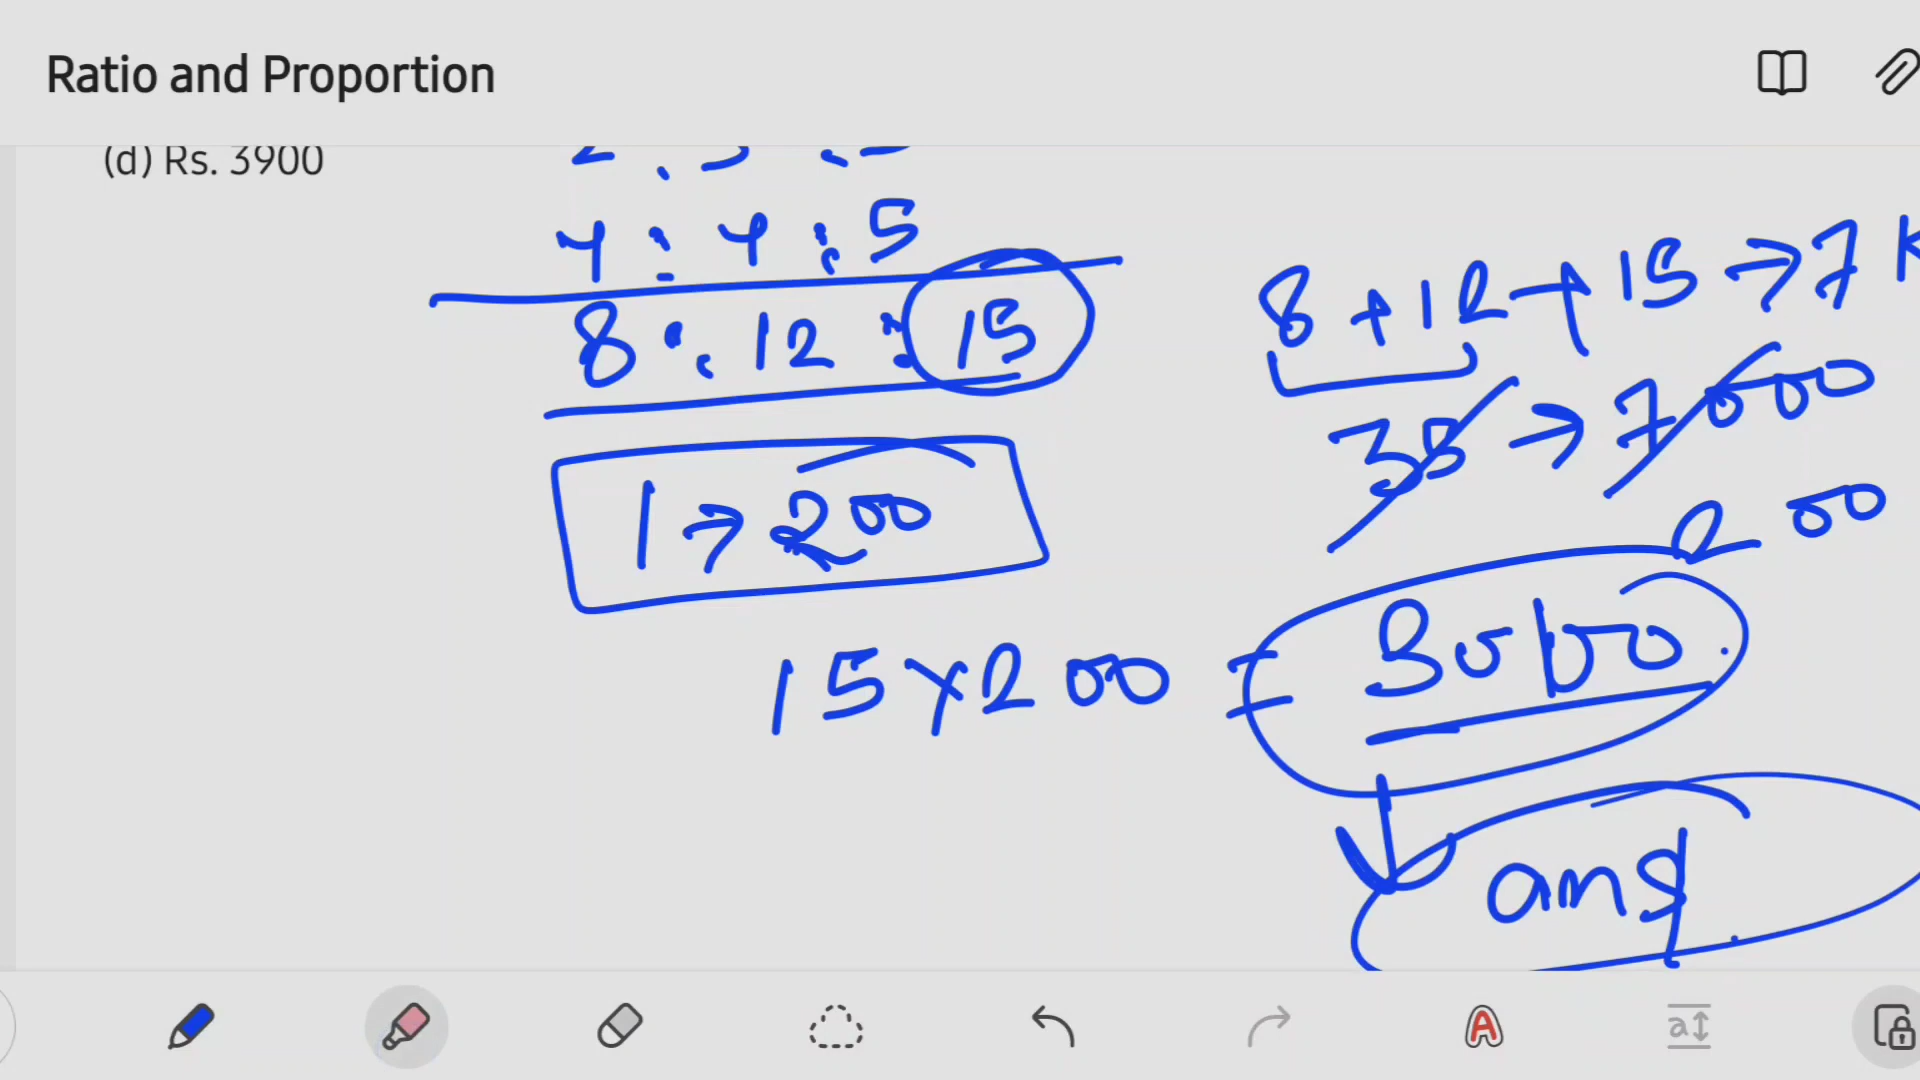 Ratio and Proportion
(d) Rs. 3900
4 : 4 : 5
8 : 12 : 15
8 + 12 + 15 → 7 K
35 → 7000
200
1 → 200
15 x 200 = 3000
ans
A
a